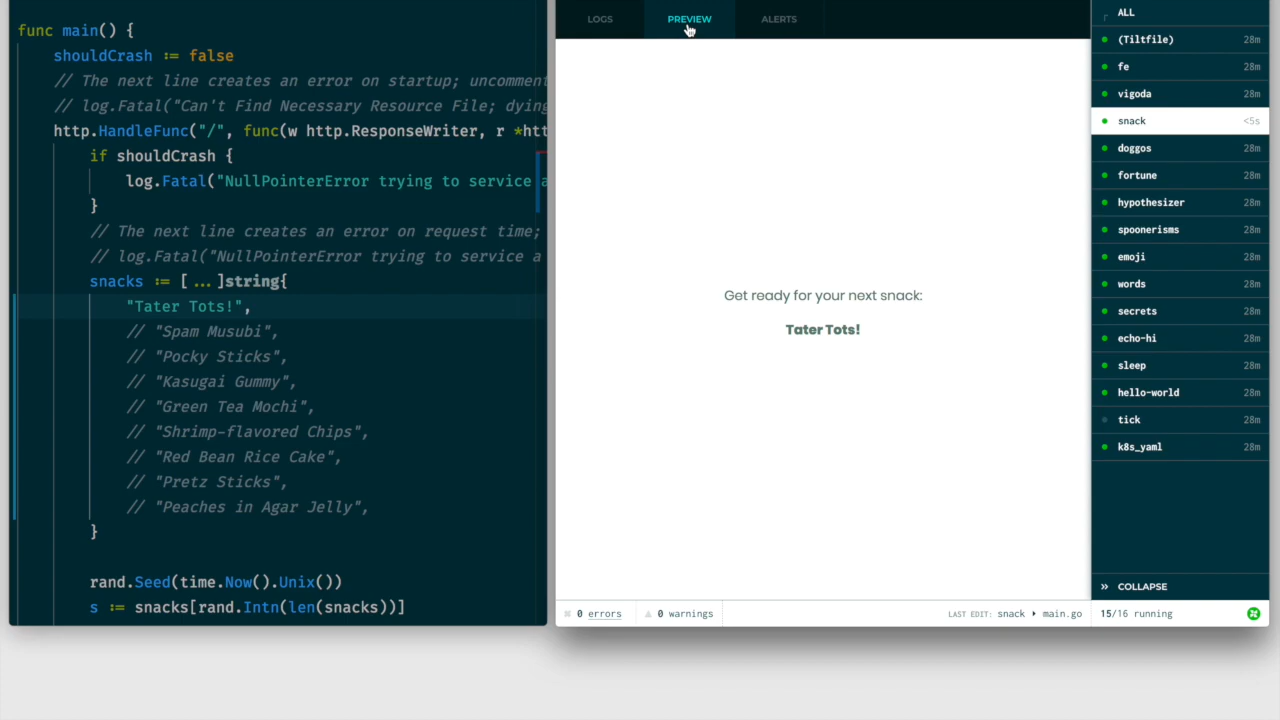 func main() {
shouldCrash := false
// The next line creates an error on startup; uncomment
// log.Fatal("Can't Find Necessary Resource File; dying
http.HandleFunc("/", func(w http.ResponseWriter, r *htt
if shouldCrash {
log.Fatal("NullPointerError trying to service a
}
// The next line creates an error on request time;
// log.Fatal("NullPointerError trying to service a
snacks := [...]string{
"Tater Tots!",
// "Spam Musubi",
// "Pocky Sticks",
// "Kasugai Gummy",
// "Green Tea Mochi",
// "Shrimp-flavored Chips",
// "Red Bean Rice Cake",
// "Pretz Sticks",
// "Peaches in Agar Jelly",
}
rand.Seed(time.Now().Unix())
s := snacks[rand.Intn(len(snacks))]
LOGS PREVIEW ALERTS
Get ready for your next snack:
Tater Tots!
0 errors 0 warnings LAST EDIT: snack ‣ main.go
ALL
(Tiltfile) 28m
fe 28m
vigoda 28m
snack <5s
doggos 28m
fortune 28m
hypothesizer 28m
spoonerisms 28m
emoji 28m
words 28m
secrets 28m
echo-hi 28m
sleep 28m
hello-world 28m
tick 28m
k8s_yaml 28m
» COLLAPSE
15/16 running